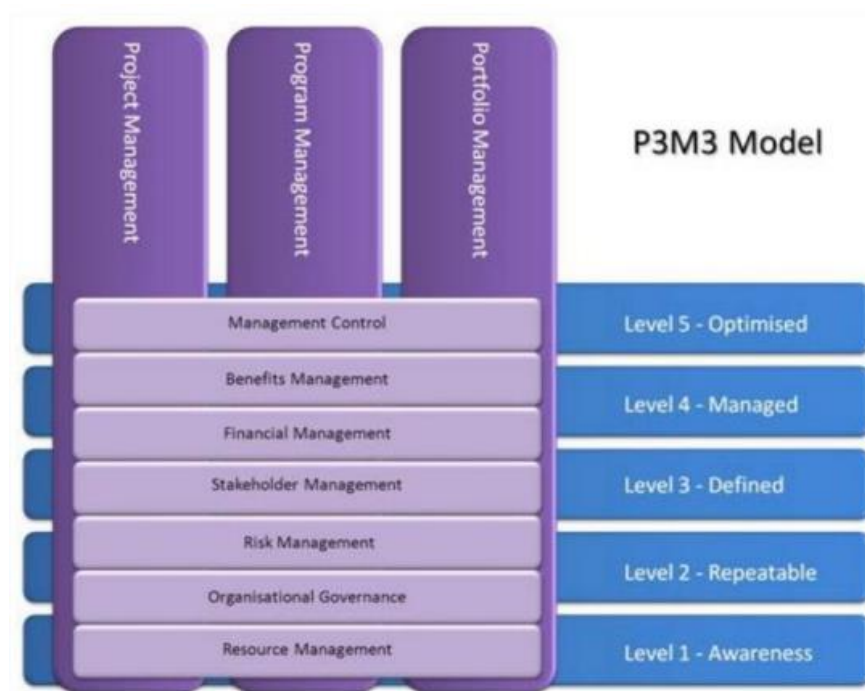 Project Management
Program Management
Portfolio Management
P3M3 Model
Management Control
Level 5 - Optimised
Benefits Management
Level 4 - Managed
Financial Management
Stakeholder Management
Level 3 - Defined
Risk Management
Level 2 - Repeatable
Organisational Governance
Resource Management
Level 1 - Awareness